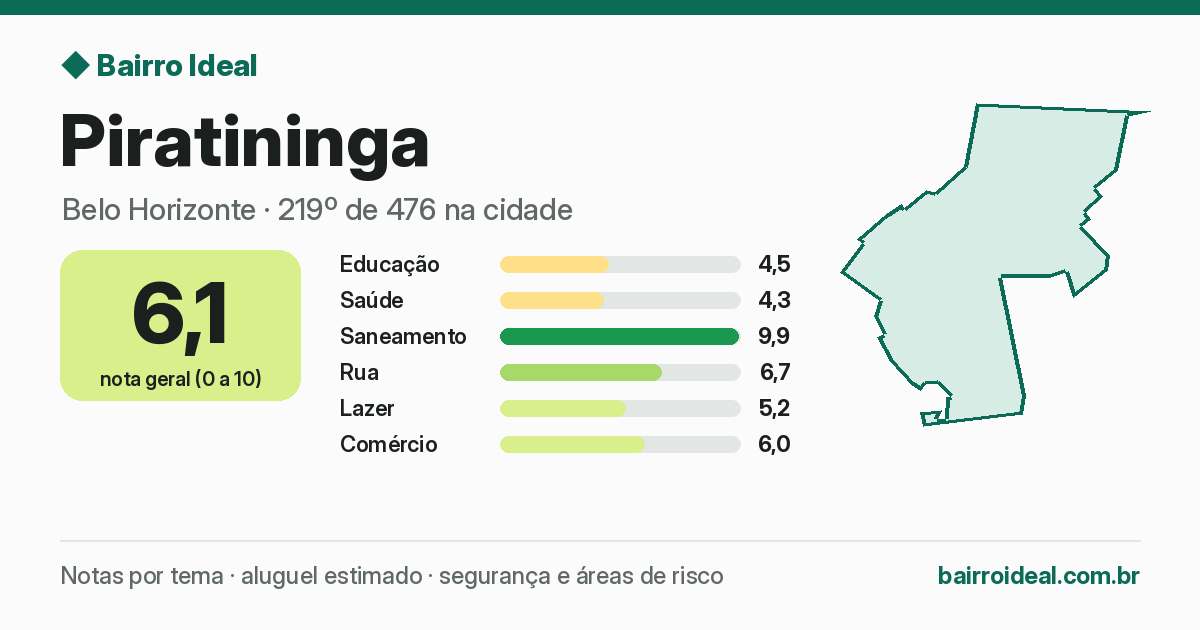 Bairro Ideal
Piratininga
Belo Horizonte · 219º de 476 na cidade
6,1
nota geral (0 a 10)
Educação 4,5
Saúde 4,3
Saneamento 9,9
Rua 6,7
Lazer 5,2
Comércio 6,0
Notas por tema · aluguel estimado · segurança e áreas de risco
bairroideal.com.br